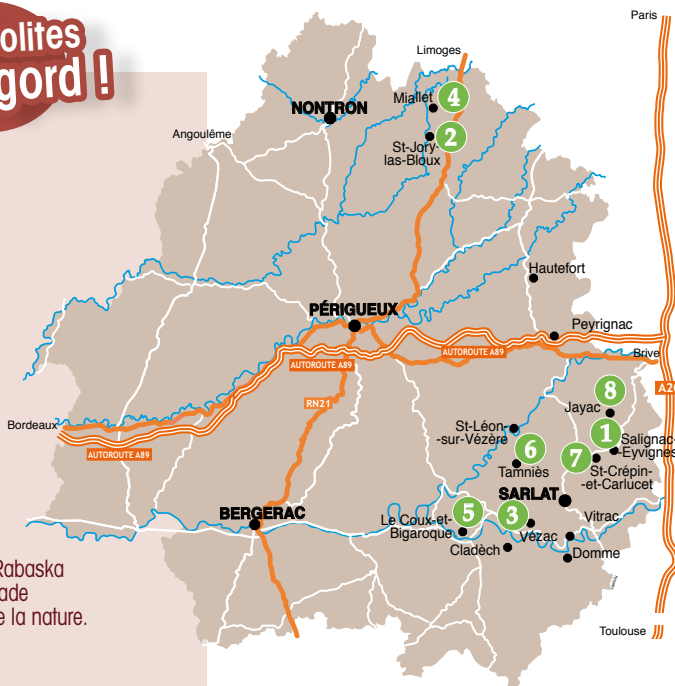 olites
gord !
Paris
Limoges
Miallet
4
NONTRON
2
Angoulême
St-Jory-
las-Bloux
Hautefort
PÉRIGUEUX
Peyrignac
AUTOROUTE A89
AUTOROUTE A89
Brive
RN21
8
A20
Jayac
Bordeaux
St-Léon-
-sur-Vézère
1
Salignac-
Eyvignes
AUTOROUTE A89
6
7
Tamniès
St-Crépin-
-et-Carlucet
SARLAT
BERGERAC
5
3
Vitrac
Le Coux-et-
Bigaroque
Vézac
Cladèch
Domme
Rabaska
ade
e la nature.
Toulouse